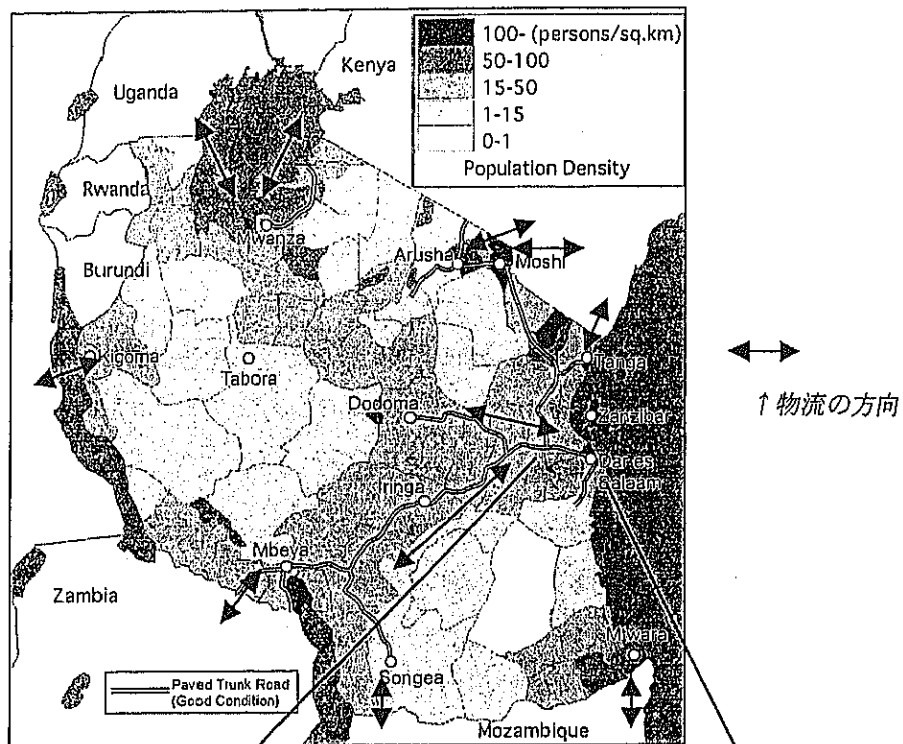 Kenya
100- (persons/sq.km)
50-100
15-50
1-15
0-1
Population Density
Uganda
Rwanda
Mwanza
Burundi
Arusha
Moshi
Kigoma
Tabora
Tanga
↑物流の方向
Dodoma
Zanzibar
Dar es
Salaam
Iringa
Mbeya
Zambia
Mtwara
Songea
Paved Trunk Road
(Good Condition)
Mozambique